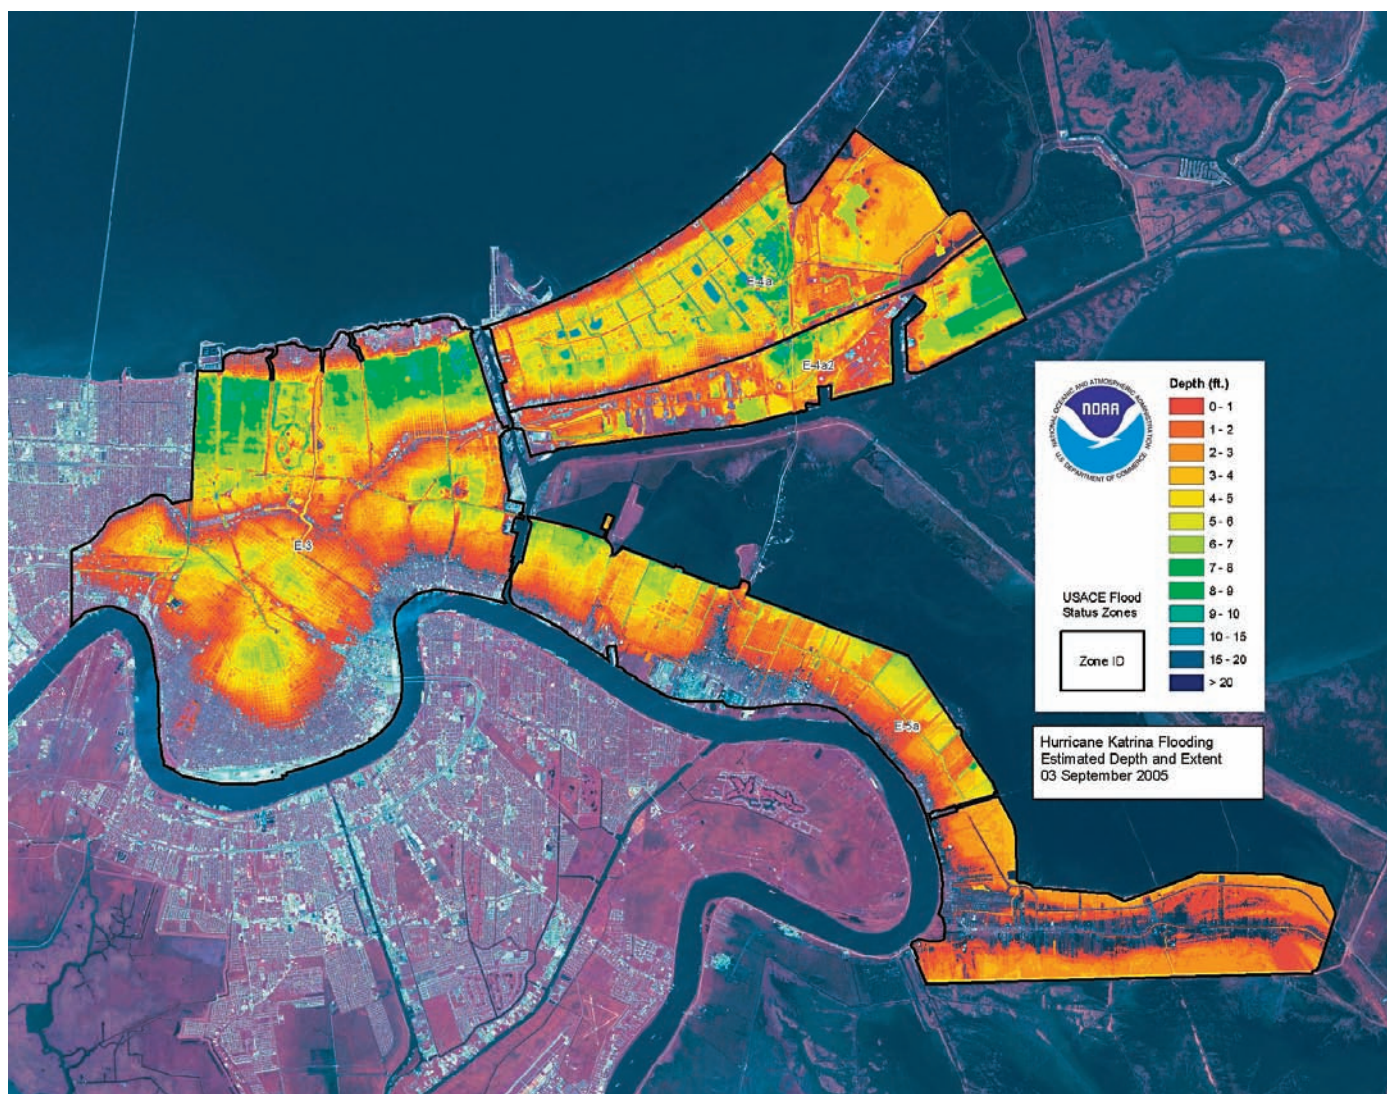 E-4a
E-4a2
E-3
E-5a
NATIONAL OCEANIC AND ATMOSPHERIC ADMINISTRATION
NOAA
U.S. DEPARTMENT OF COMMERCE
Depth (ft.)
0 - 1
1 - 2
2 - 3
3 - 4
4 - 5
5 - 6
6 - 7
7 - 8
8 - 9
9 - 10
10 - 15
15 - 20
> 20
USACE Flood
Status Zones
Zone ID
Hurricane Katrina Flooding
Estimated Depth and Extent
03 September 2005